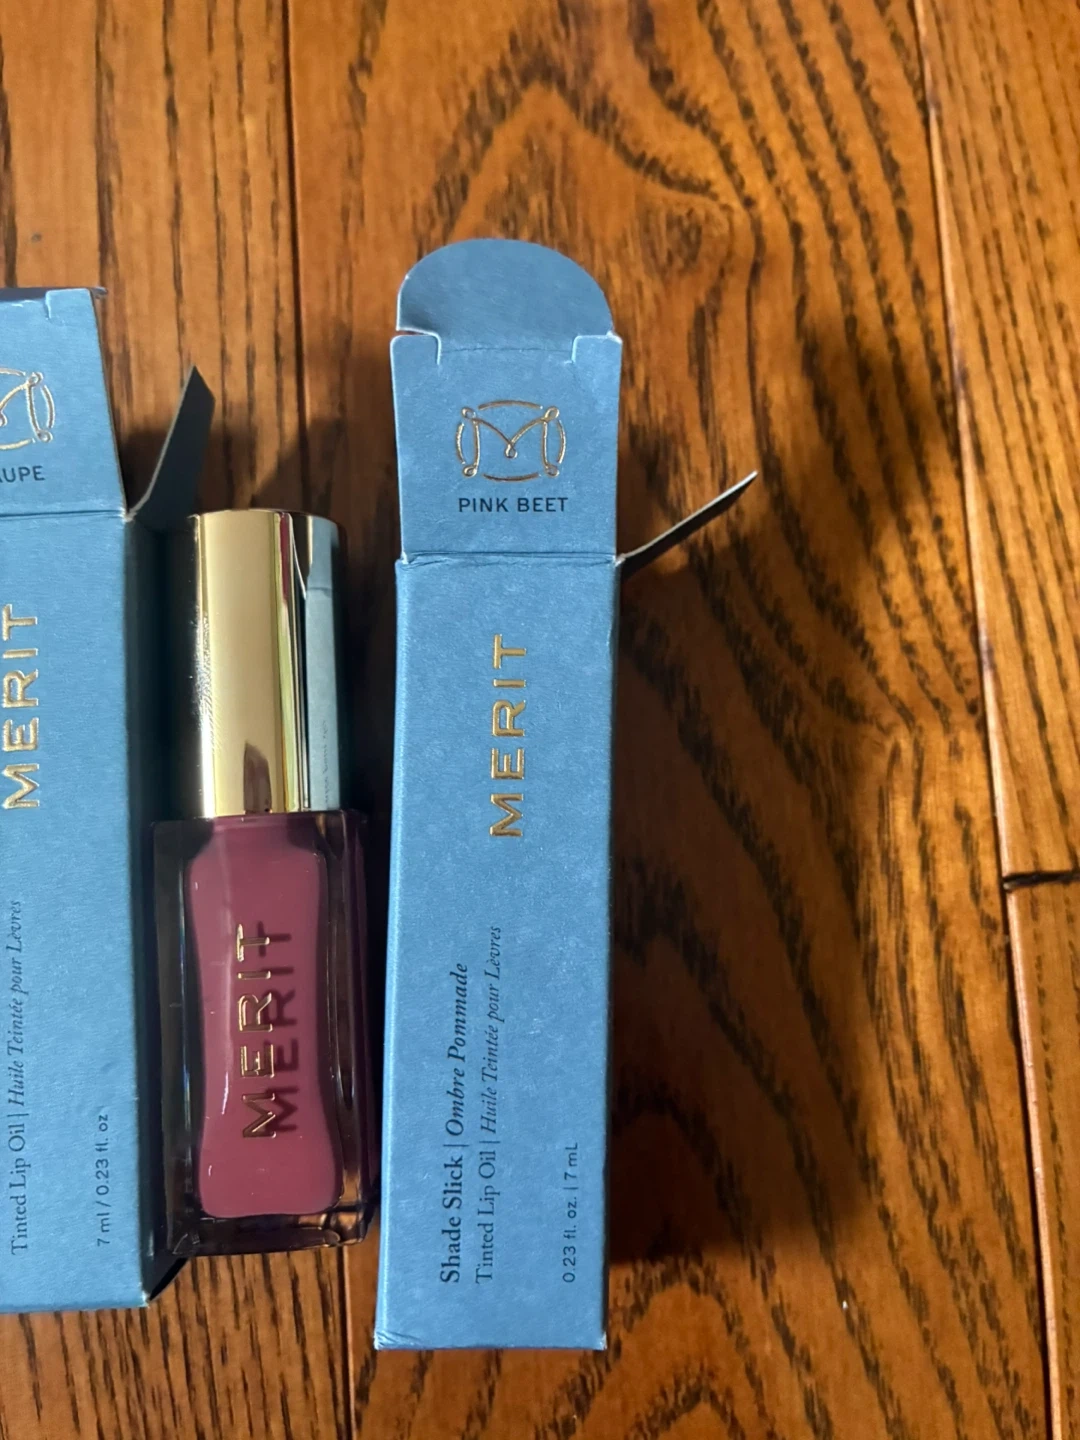 AUPE
MERIT
Tinted Lip Oil | Huile Teintée pour Lèvres
7 ml / 0.23 fl. oz
MERIT
PINK BEET
MERIT
Shade Slick | Ombre Pommade
Tinted Lip Oil | Huile Teintée pour Lèvres
0.23 fl. oz. | 7 mL